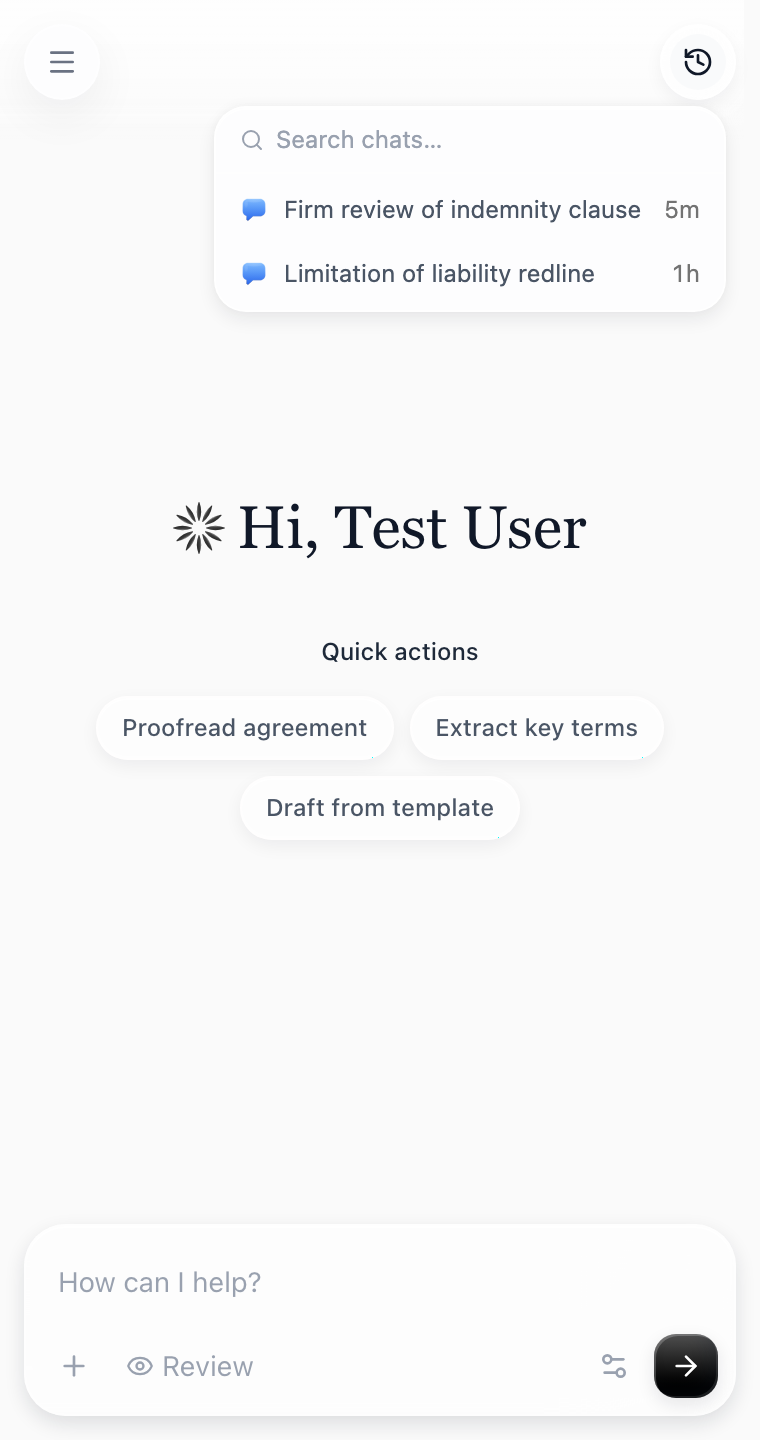 Search chats...
Firm review of indemnity clause 5m
Limitation of liability redline 1h
Hi, Test User
Quick actions
Proofread agreement
Extract key terms
Draft from template
How can I help?
Review